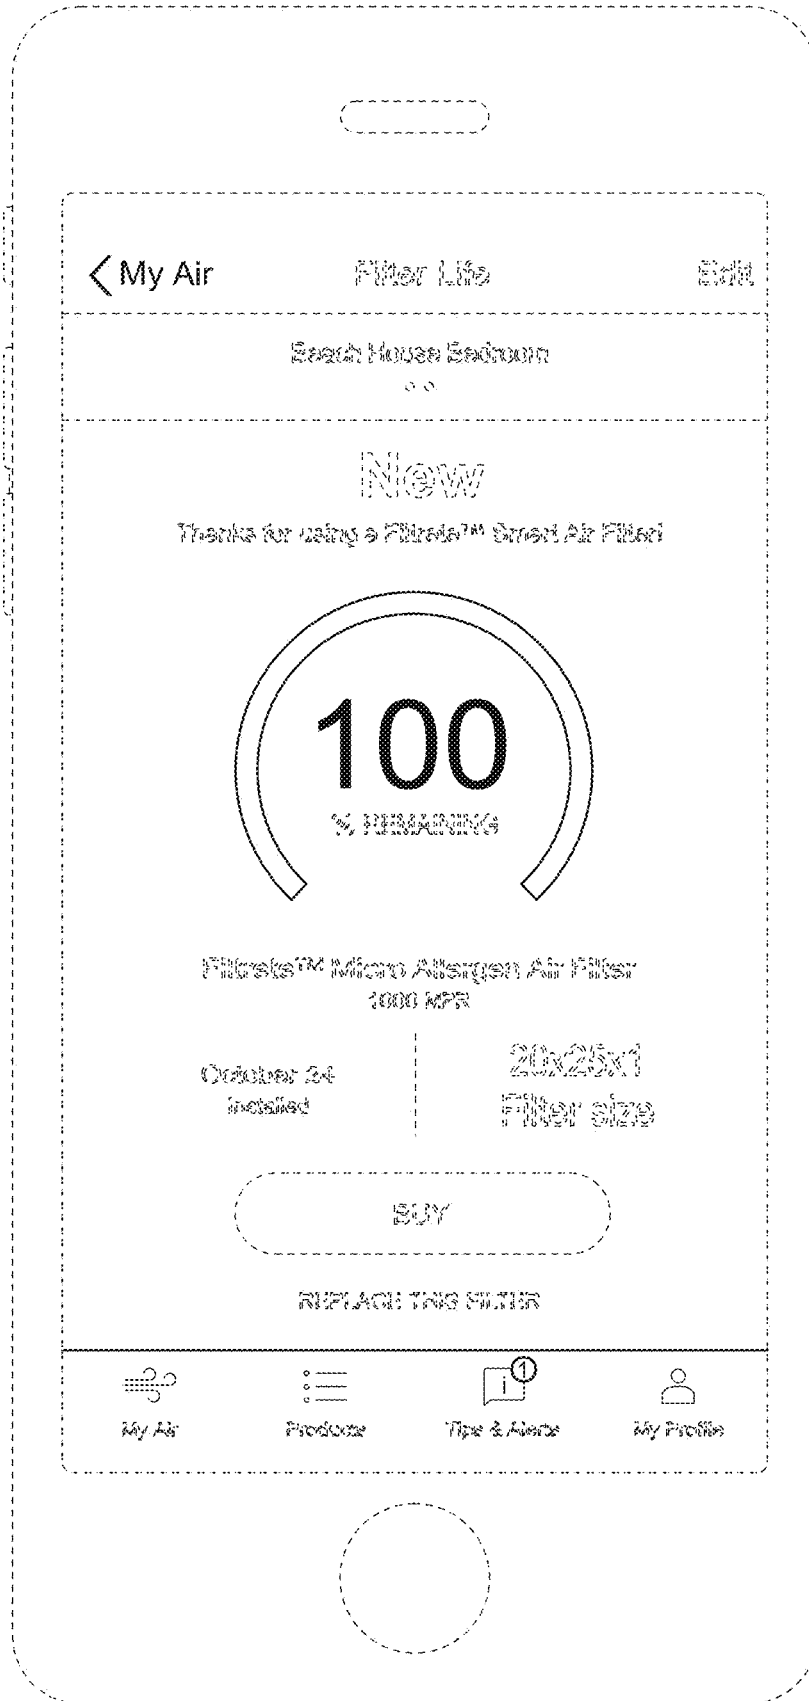 My Air Filter Life Edit
Beach House Bedroom
New
Thanks for using a Filtrete™ Smart Air Filter!
100
% REMAINING
Filtrete™ Micro Allergen Air Filter
1000 MPR
October 24
Installed
20x25x1
Filter size
BUY
REPLACE THIS FILTER
i 1
My Air Products Tips & Alerts My Profile